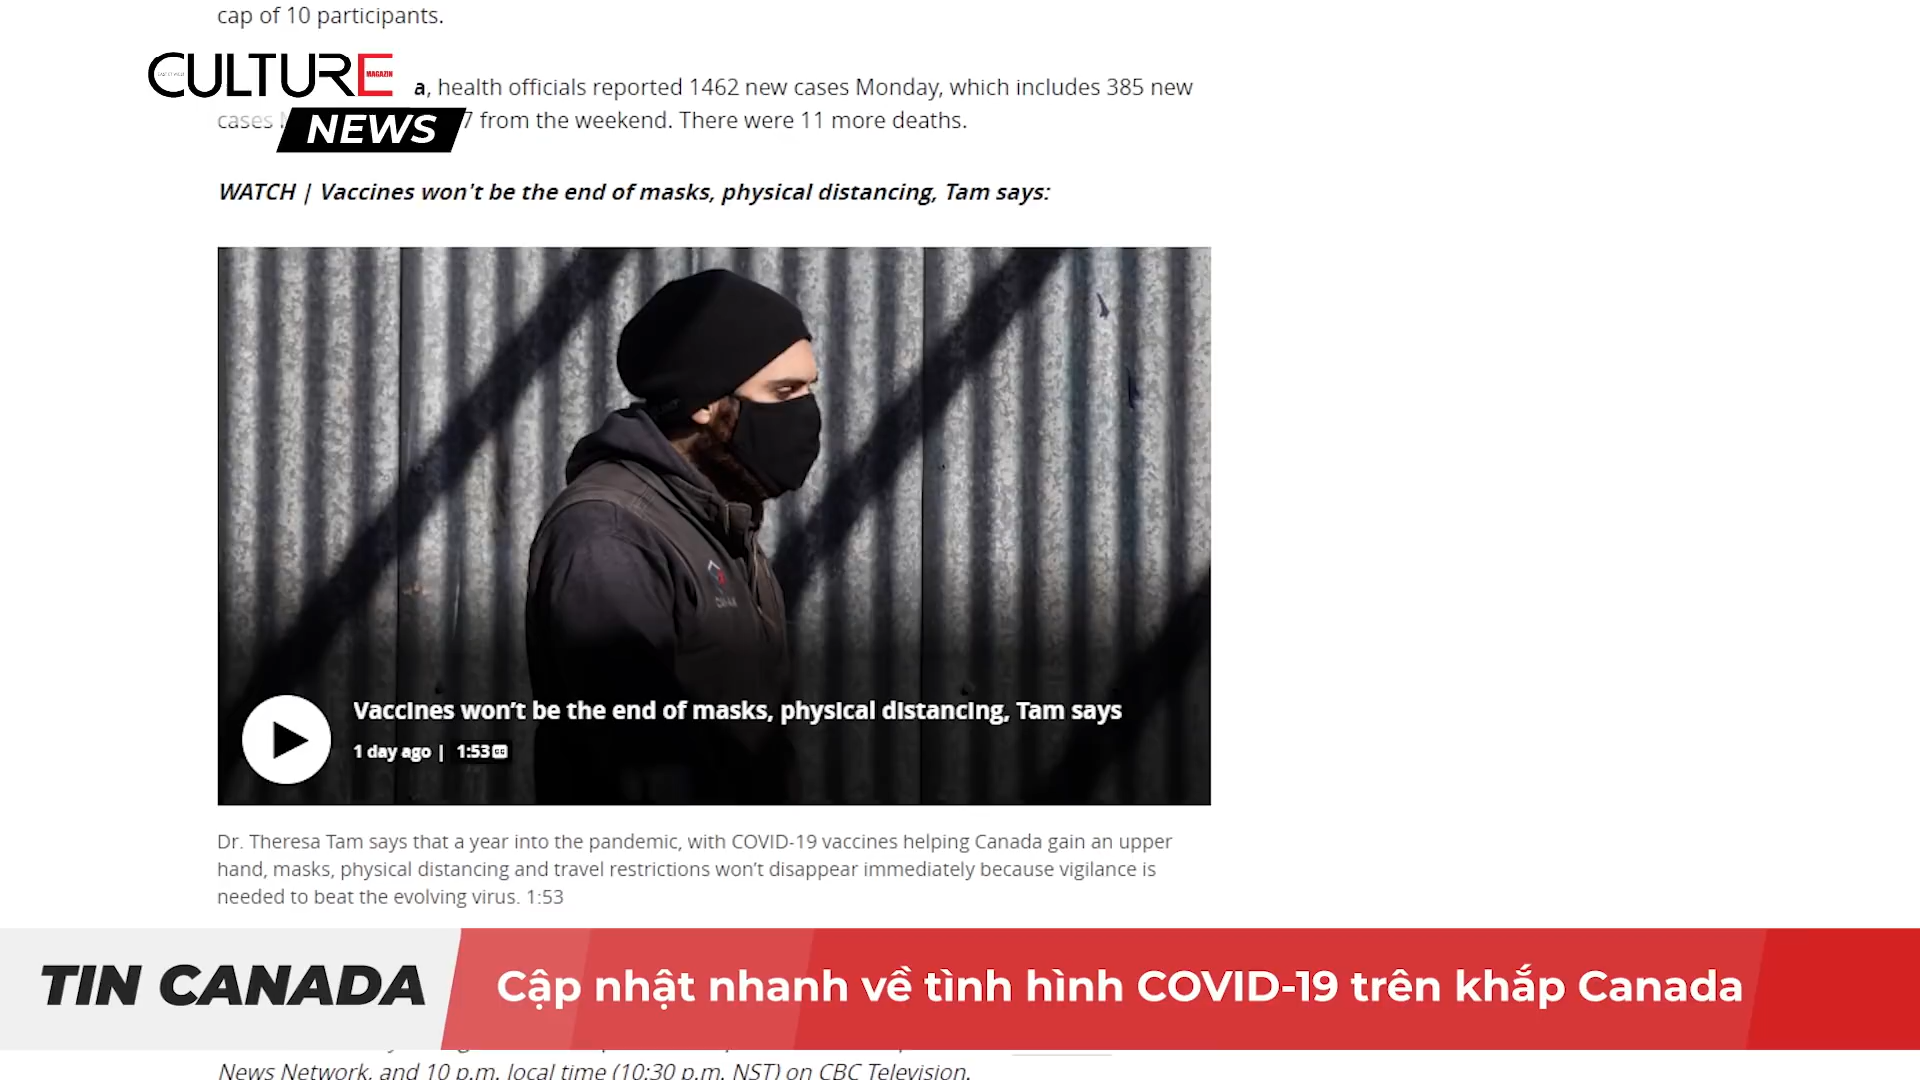 cap of 10 participants.
CULTURE
MAGAZIN
a, health officials reported 1462 new cases Monday, which includes 385 new
cases 7 from the weekend. There were 11 more deaths.
NEWS
WATCH | Vaccines won't be the end of masks, physical distancing, Tam says:
Vaccines won’t be the end of masks, physical distancing, Tam says
1 day ago | 1:53 CC
Dr. Theresa Tam says that a year into the pandemic, with COVID-19 vaccines helping Canada gain an upper
hand, masks, physical distancing and travel restrictions won’t disappear immediately because vigilance is
needed to beat the evolving virus. 1:53
TIN CANADA
Cập nhật nhanh về tình hình COVID-19 trên khắp Canada
News Network, and 10 p.m. local time (10:30 p.m. NST) on CBC Television.